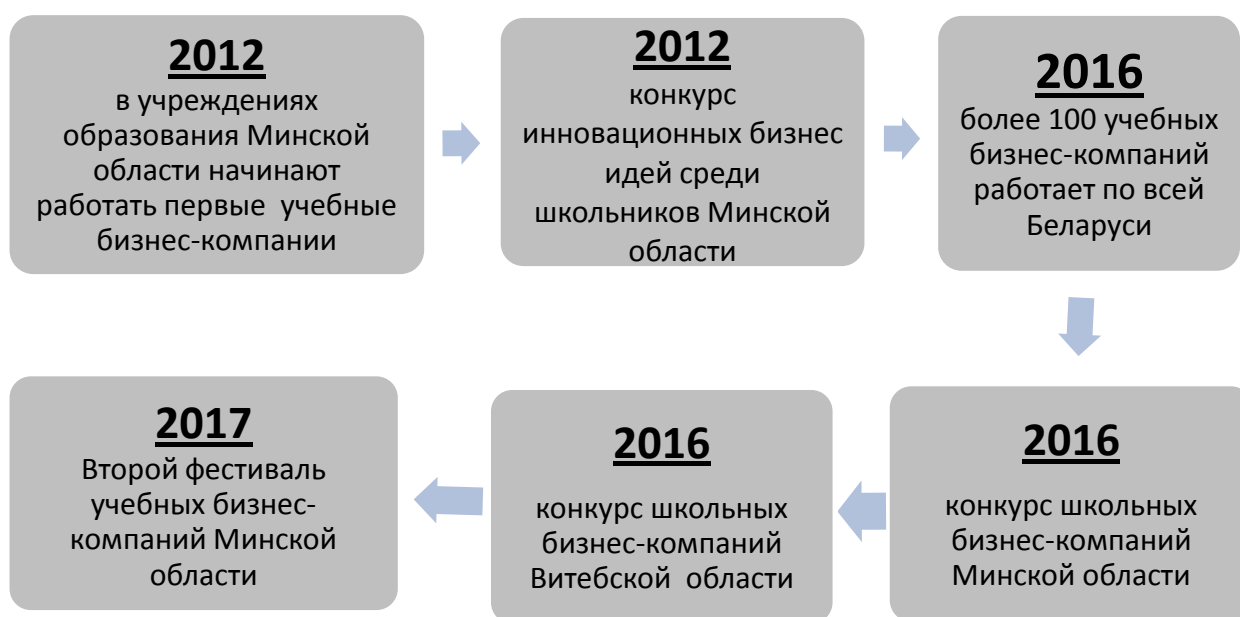 2012
в учреждениях
образования Минской
области начинают
работать первые учебные
бизнес-компании
2012
конкурс
инновационных бизнес
идей среди
школьников Минской
области
2016
более 100 учебных
бизнес-компаний
работает по всей
Беларуси
2016
конкурс школьных
бизнес-компаний
Минской области
2016
конкурс школьных
бизнес-компаний
Витебской области
2017
Второй фестиваль
учебных бизнес-
компаний Минской
области